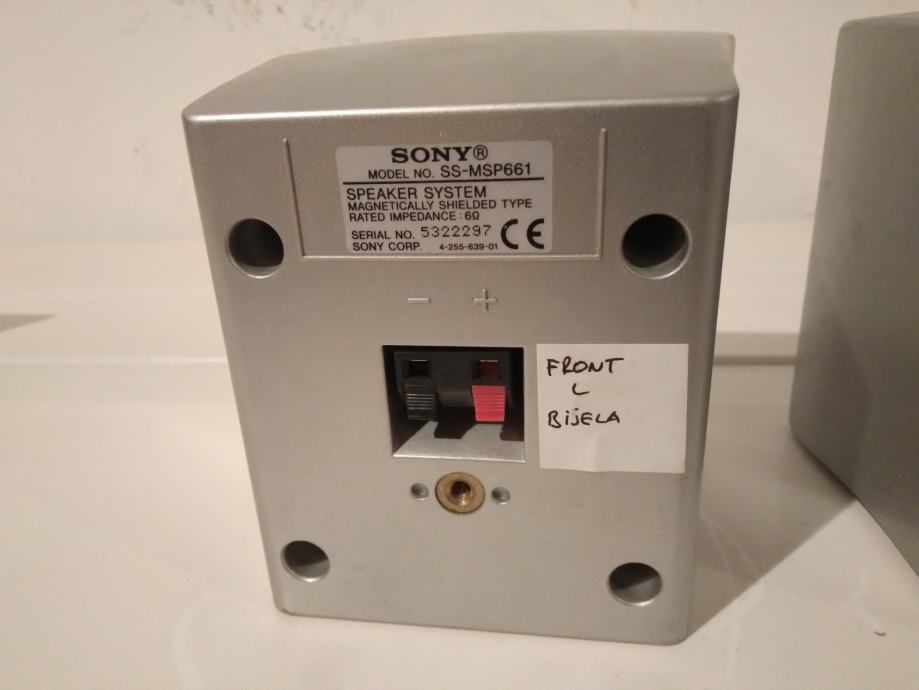 SONY®
MODEL NO. SS-MSP661
SPEAKER SYSTEM
MAGNETICALLY SHIELDED TYPE
RATED IMPEDANCE : 6Ω
SERIAL NO. 5322297
SONY CORP. 4-255-639-01 CE
− +
FRONT
L
BIJELA